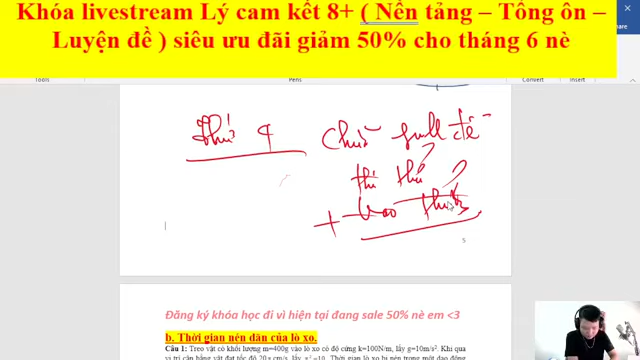 Khóa livestream Lý cam kết 8+ ( Nền tảng – Tổng ôn –
Luyện đề ) siêu ưu đãi giảm 50% cho tháng 6 nè
Tools
Pens
Convert
Insert
Thứ 4 Chữa full đề
thi thử
+
5
Đăng ký khóa học đi vì hiện tại đang sale 50% nè em <3
b. Thời gian nén dãn của lò xo.
Câu 1: Treo vật có khối lượng m=400g vào lò xo có độ cứng k=100N/m, lấy g=10m/s². Khi qua
vị trí cân bằng vật đạt tốc độ 20π cm/s, lấy π²=10. Thời gian lò xo bị nén trong một dao động